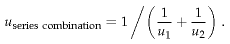 u_series combination = 1 / (1/u_1 + 1/u_2) .